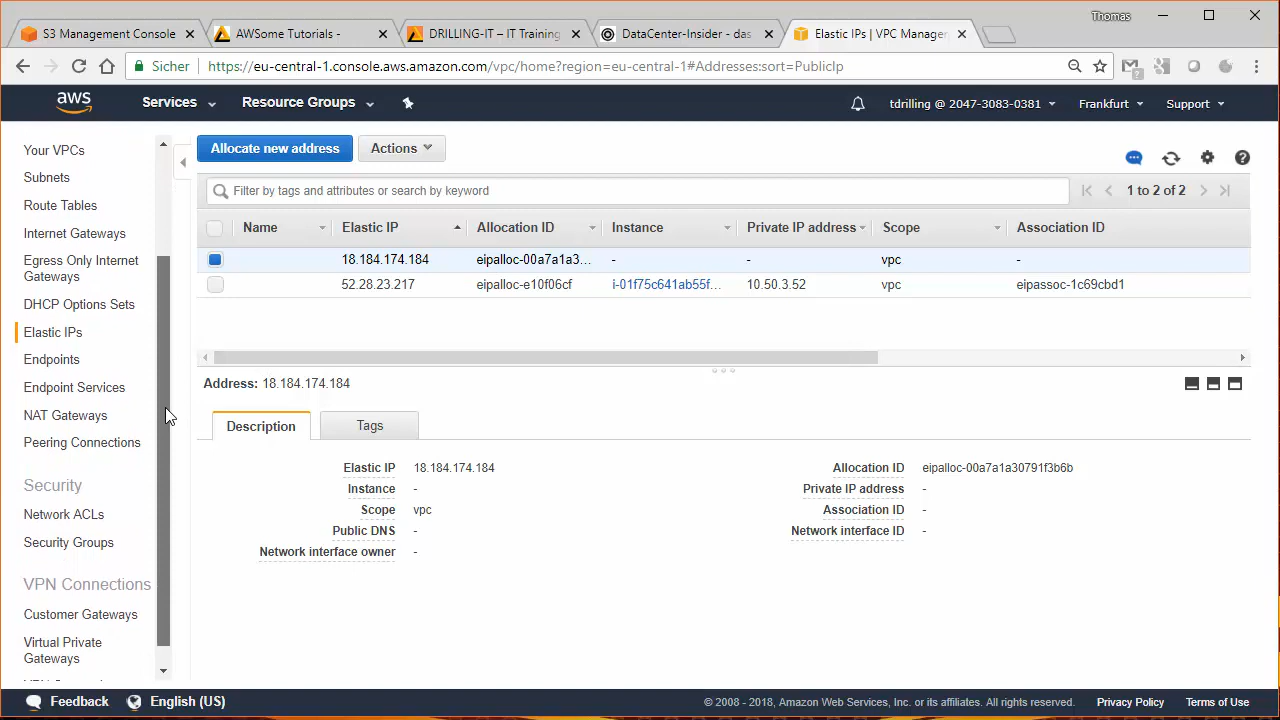 Thomas
S3 Management Console
AWSome Tutorials -
DRILLING-IT – IT Training
DataCenter-Insider - das
Elastic IPs | VPC Manager
Sicher
https://eu-central-1.console.aws.amazon.com/vpc/home?region=eu-central-1#Addresses:sort=PublicIp
aws
Services
Resource Groups
tdrilling @ 2047-3083-0381
Frankfurt
Support
Your VPCs
Subnets
Route Tables
Internet Gateways
Egress Only Internet
Gateways
DHCP Options Sets
Elastic IPs
Endpoints
Endpoint Services
NAT Gateways
Peering Connections
Security
Network ACLs
Security Groups
VPN Connections
Customer Gateways
Virtual Private
Gateways
Allocate new address
Actions
Filter by tags and attributes or search by keyword
1 to 2 of 2
Name Elastic IP Allocation ID Instance Private IP address Scope Association ID
18.184.174.184 eipalloc-00a7a1a3... - - vpc -
52.28.23.217 eipalloc-e10f06cf i-01f75c641ab55f... 10.50.3.52 vpc eipassoc-1c69cbd1
Address: 18.184.174.184
Description
Tags
Elastic IP 18.184.174.184 Allocation ID eipalloc-00a7a1a30791f3b6b
Instance - Private IP address -
Scope vpc Association ID -
Public DNS - Network interface ID -
Network interface owner -
Feedback
English (US)
© 2008 - 2018, Amazon Web Services, Inc. or its affiliates. All rights reserved.
Privacy Policy
Terms of Use